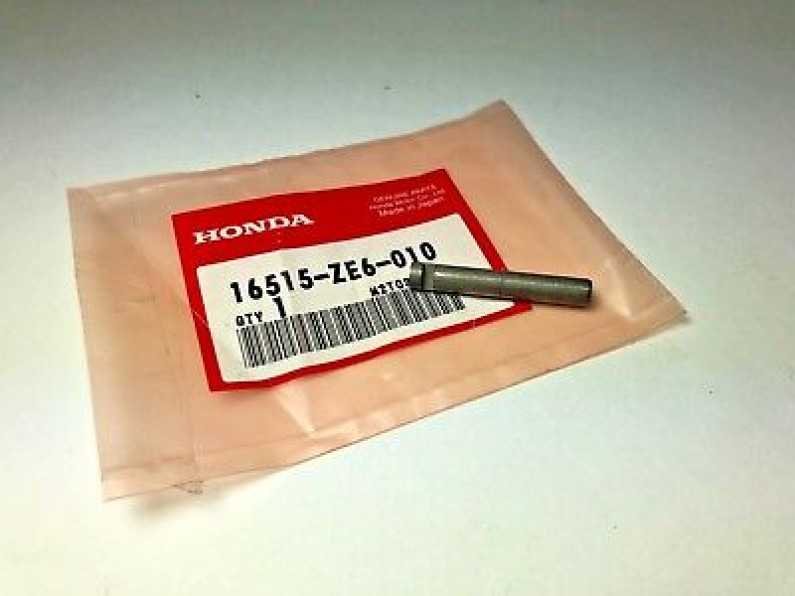 HONDA
GENUINE PARTS
Honda Motor Co., Ltd.
Made in Japan
16515-ZE6-010
QTY 1